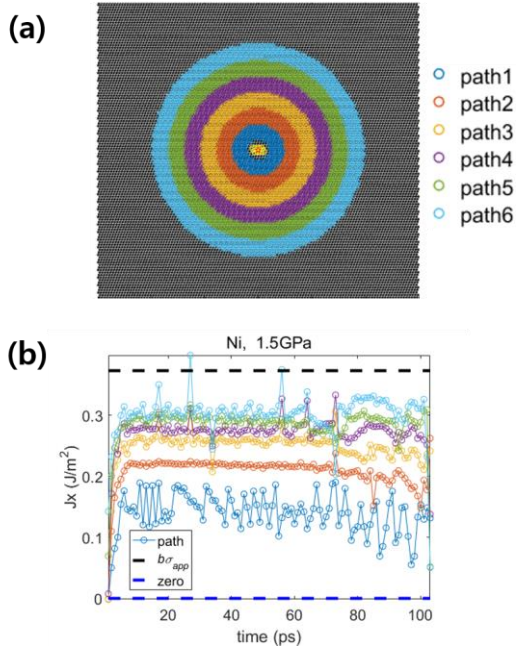 (a)
path1
path2
path3
path4
path5
path6
(b)
Ni, 1.5GPa
Jx (J/m²)
0.3
0.2
0.1
0
path
bσapp
zero
20
40
60
80
100
time (ps)